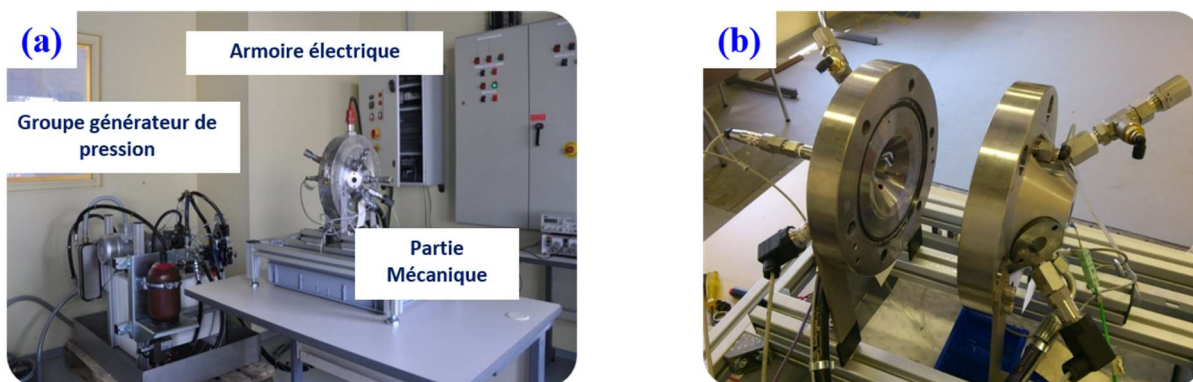 (a)
Armoire électrique
Groupe générateur de
pression
Partie
Mécanique
(b)